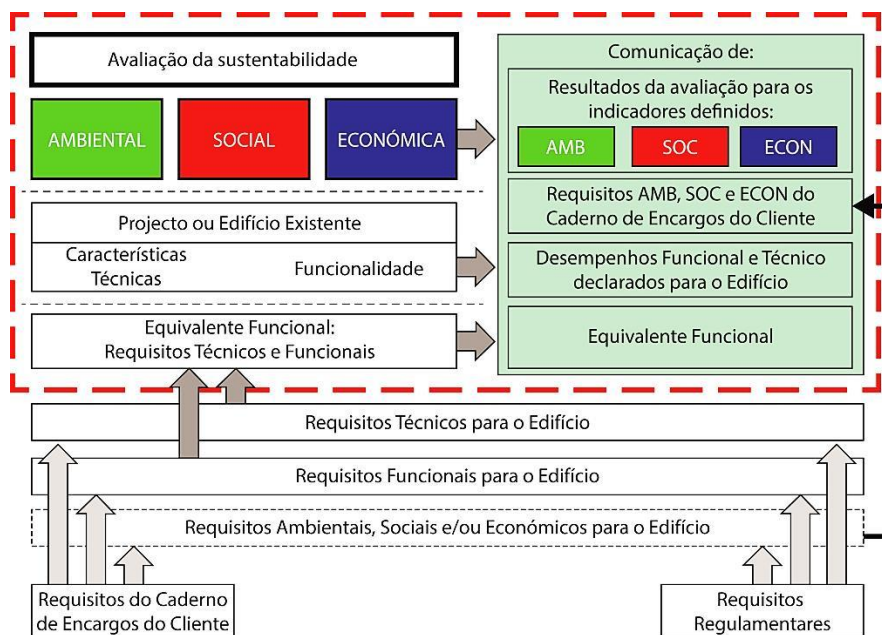 Avaliação da sustentabilidade
AMBIENTAL
SOCIAL
ECONÓMICA
Projecto ou Edifício Existente
Características
Técnicas
Funcionalidade
Equivalente Funcional:
Requisitos Técnicos e Funcionais
Comunicação de:
Resultados da avaliação para os
indicadores definidos:
AMB
SOC
ECON
Requisitos AMB, SOC e ECON do
Caderno de Encargos do Cliente
Desempenhos Funcional e Técnico
declarados para o Edifício
Equivalente Funcional
Requisitos Técnicos para o Edifício
Requisitos Funcionais para o Edifício
Requisitos Ambientais, Sociais e/ou Económicos para o Edifício
Requisitos do Caderno
de Encargos do Cliente
Requisitos
Regulamentares